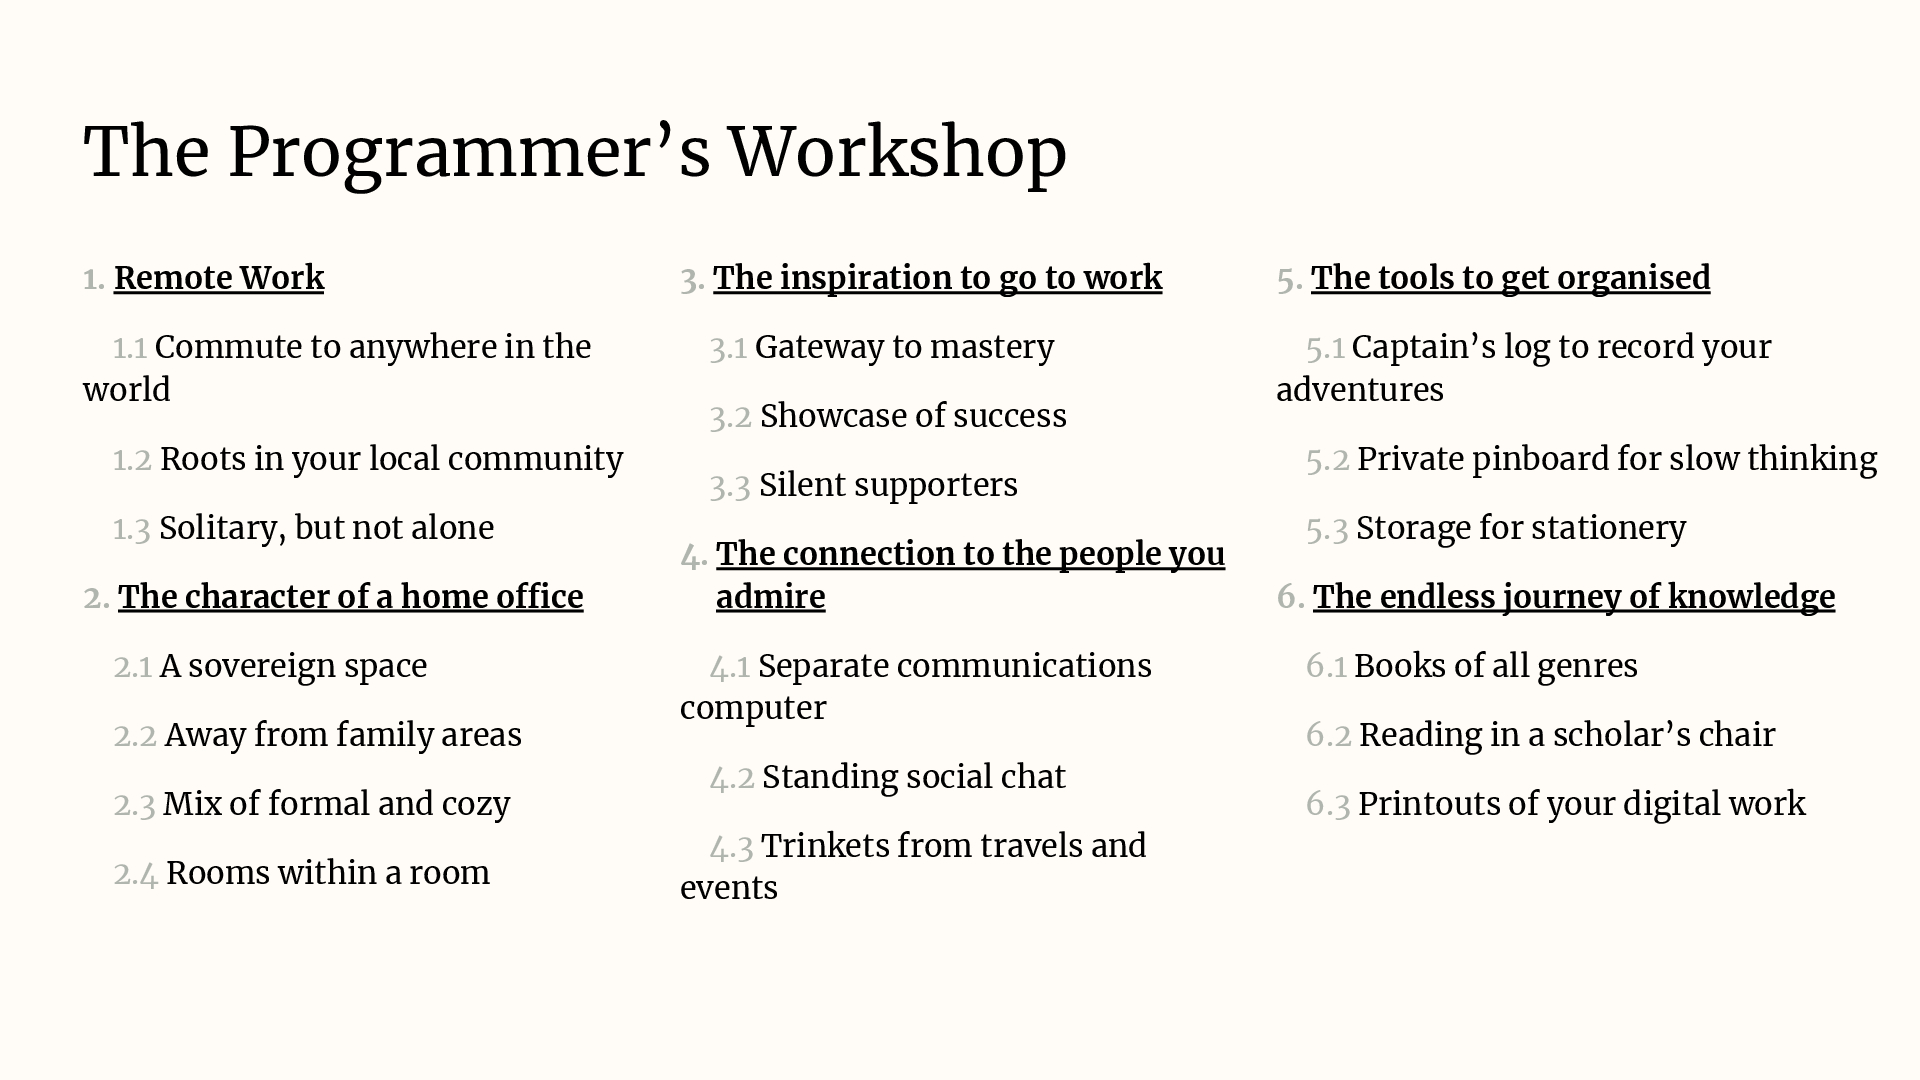 The Programmer’s Workshop
1. Remote Work
1.1 Commute to anywhere in the
world
1.2 Roots in your local community
1.3 Solitary, but not alone
2. The character of a home office
2.1 A sovereign space
2.2 Away from family areas
2.3 Mix of formal and cozy
2.4 Rooms within a room
3. The inspiration to go to work
3.1 Gateway to mastery
3.2 Showcase of success
3.3 Silent supporters
4. The connection to the people you
admire
4.1 Separate communications
computer
4.2 Standing social chat
4.3 Trinkets from travels and
events
5. The tools to get organised
5.1 Captain’s log to record your
adventures
5.2 Private pinboard for slow thinking
5.3 Storage for stationery
6. The endless journey of knowledge
6.1 Books of all genres
6.2 Reading in a scholar’s chair
6.3 Printouts of your digital work